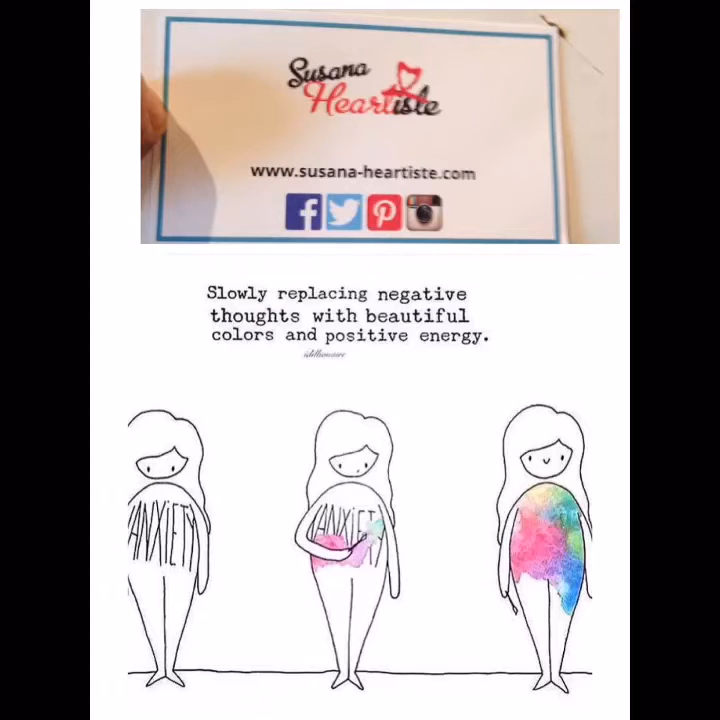 Susana
Heartiste
www.susana-heartiste.com
Slowly replacing negative
thoughts with beautiful
colors and positive energy.
ANXIETY
ANXIETY